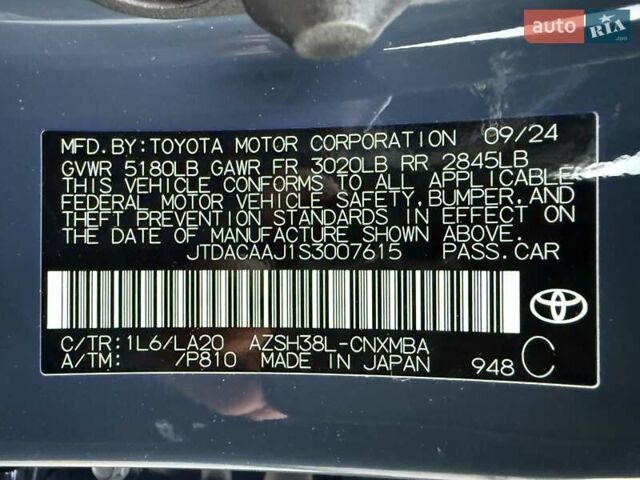 auto RIA .com
MFD. BY: TOYOTA MOTOR CORPORATION 09/24
GVWR 5180LB GAWR FR 3020LB RR 2845LB
THIS VEHICLE CONFORMS TO ALL APPLICABLE
FEDERAL MOTOR VEHICLE SAFETY, BUMPER, AND
THEFT PREVENTION STANDARDS IN EFFECT ON
THE DATE OF MANUFACTURE SHOWN ABOVE.
JTDACAAJ1S3007615 PASS. CAR
C/TR: 1L6/LA20 AZSH38L-CNXMBA
A/TM: /P810 MADE IN JAPAN 948 C